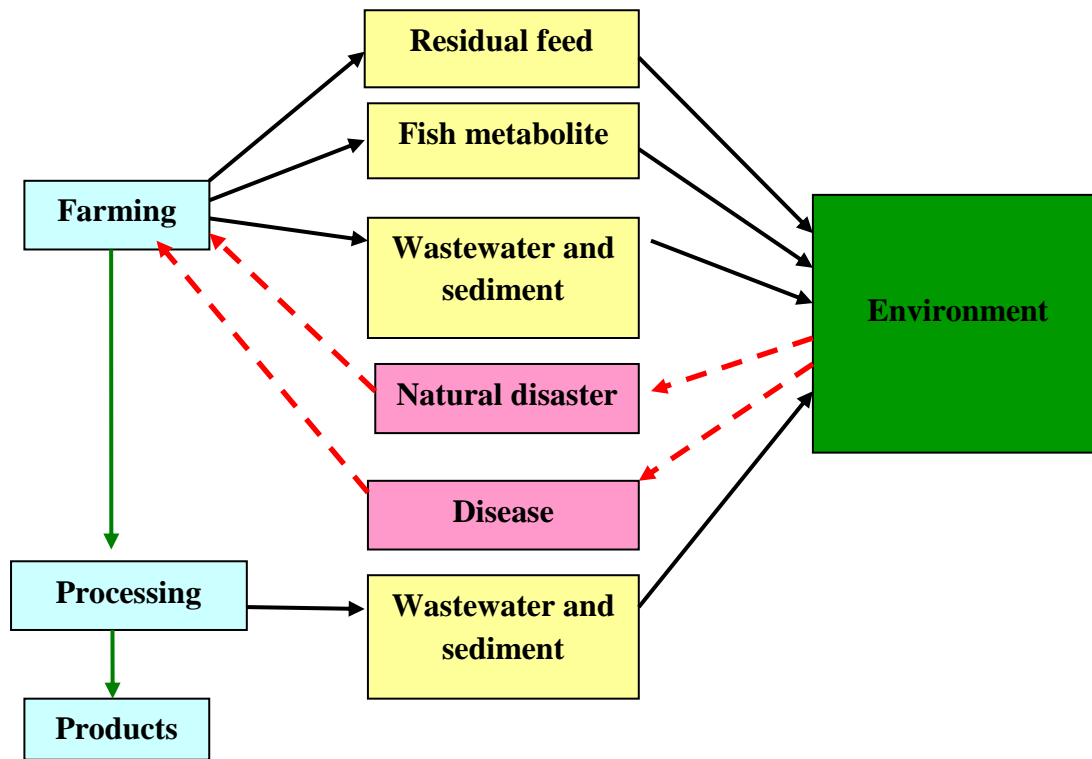 Residual feed
Fish metabolite
Farming
Wastewater and
sediment
Environment
Natural disaster
Disease
Processing
Wastewater and
sediment
Products